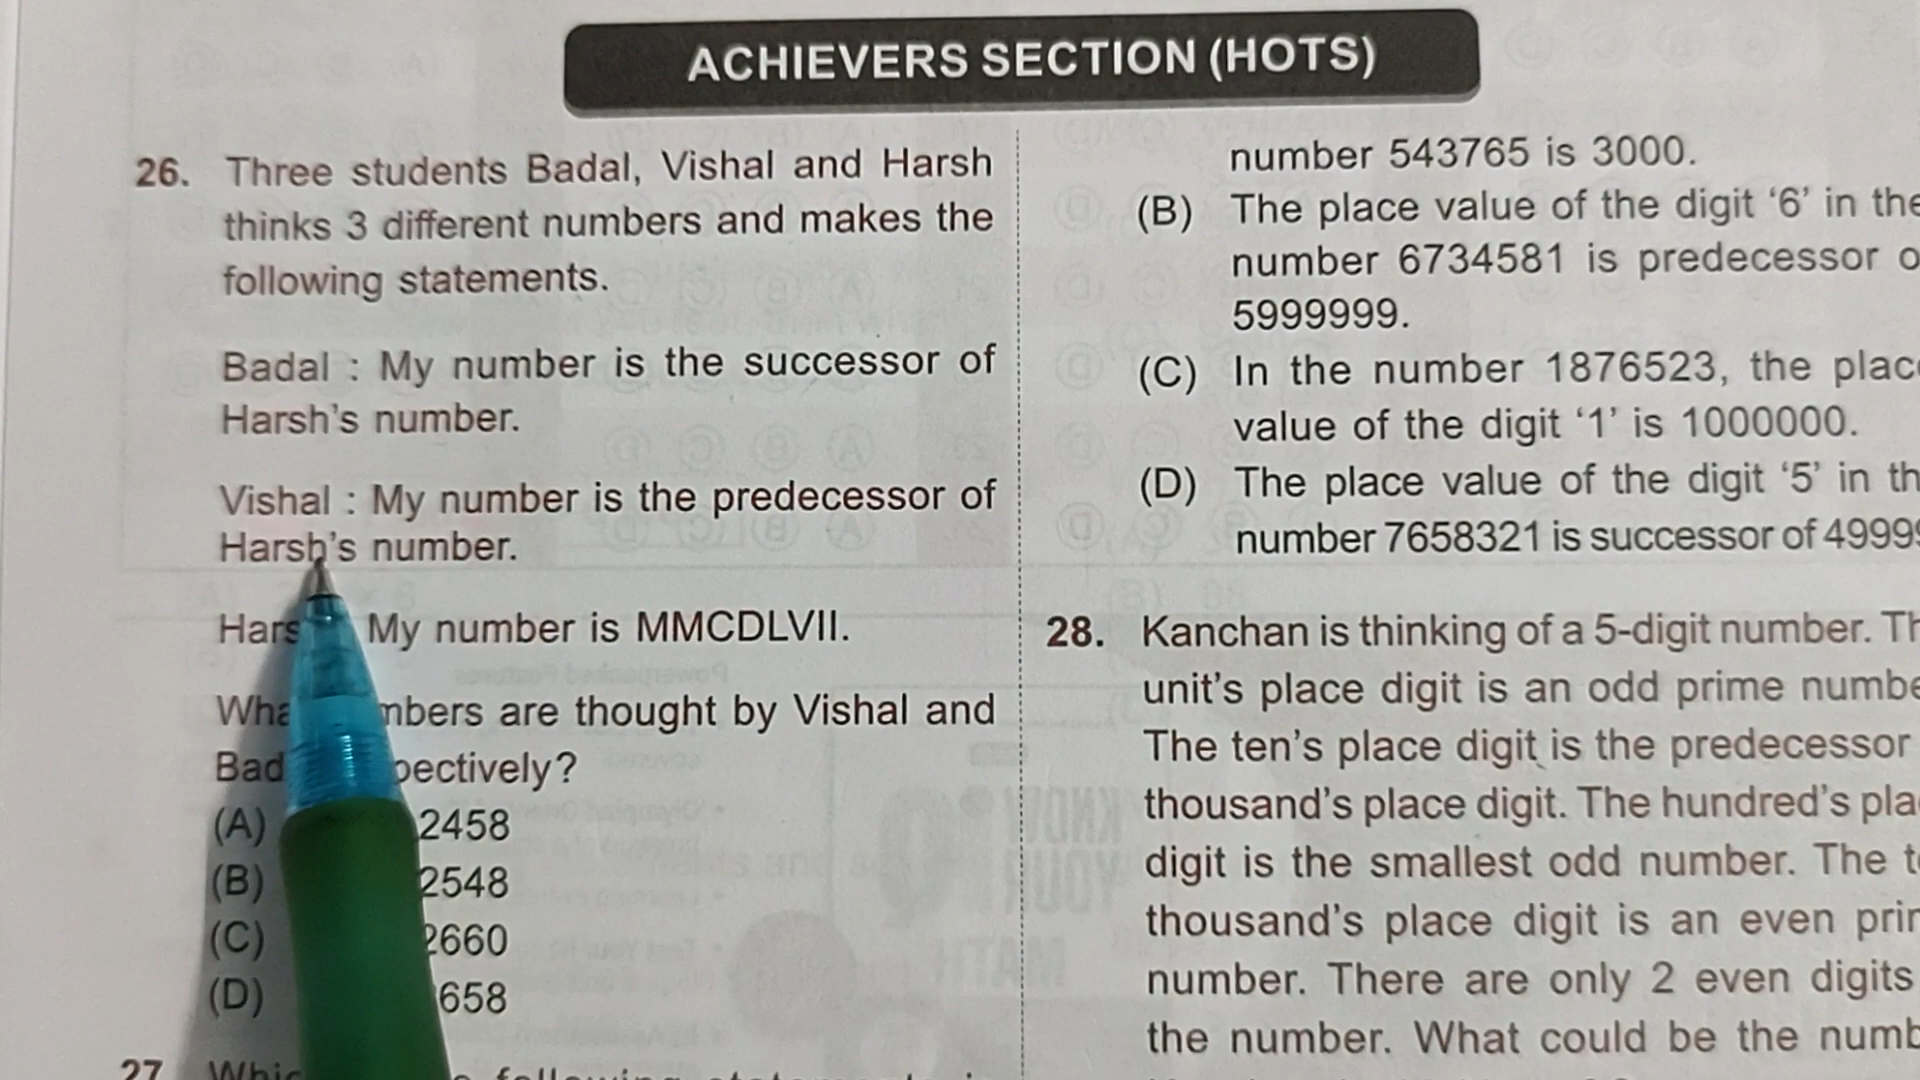 ACHIEVERS SECTION (HOTS)
26. Three students Badal, Vishal and Harsh
thinks 3 different numbers and makes the
following statements.
Badal : My number is the successor of
Harsh's number.
Vishal : My number is the predecessor of
Harsh's number.
My number is MMCDLVII.
are thought by Vishal and
(A) 2458
(B) 2548
(C) 2660
(D) 658
27
number 543765 is 3000.
(B) The place value of the digit ‘6’ in the
number 6734581 is predecessor
5999999.
(C) In the number 1876523, the place
value of the digit ‘1’ is 1000000.
(D) The place value of the digit ‘5’ in
number 7658321 is successor of
28. Kanchan is thinking of a 5-digit number.
unit's place digit is an odd prime
The ten's place digit is the predecessor
thousand's place digit. The hundred's
digit is the smallest odd number. The
thousand's place digit is an even
number. There are only 2 even digits
the number. What could be the